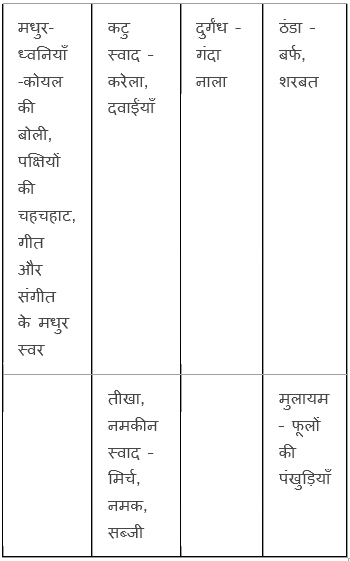 मधुर-
ध्वनियाँ
-कोयल
की
बोली,
पक्षियों
की
चहचहाट,
गीत
और
संगीत
के मधुर
स्वर
कटु
स्वाद -
करेला,
दवाईयाँ
दुर्गंध -
गंदा
नाला
ठंडा -
बर्फ,
शरबत
तीखा,
नमकीन
स्वाद -
मिर्च,
नमक,
सब्जी
मुलायम
- फूलों
की
पंखुड़ियाँ